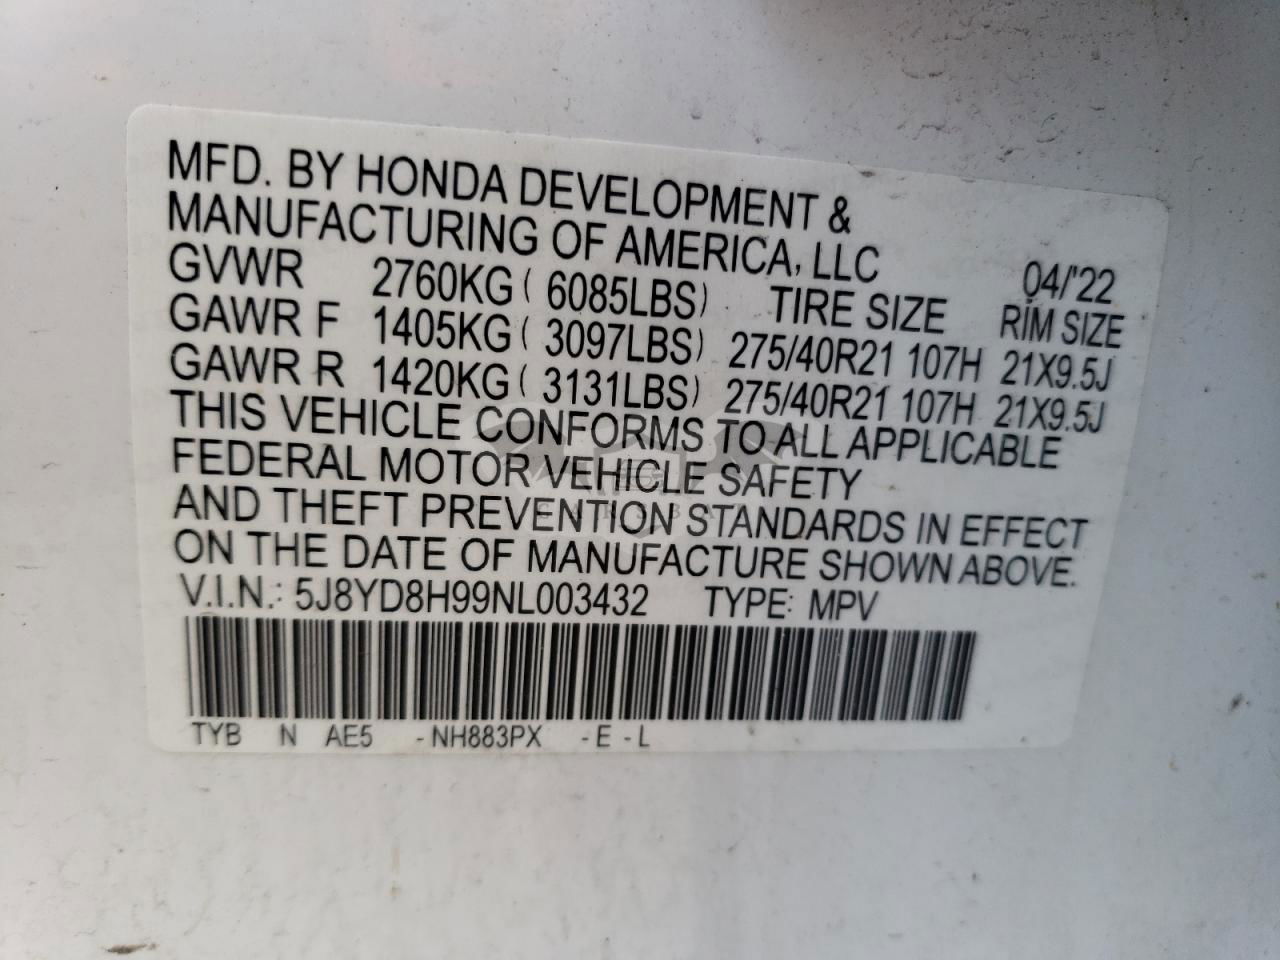 MFD. BY HONDA DEVELOPMENT &
MANUFACTURING OF AMERICA, LLC 04/'22
GVWR 2760KG ( 6085LBS) TIRE SIZE RIM SIZE
GAWR F 1405KG ( 3097LBS) 275/40R21 107H 21X9.5J
GAWR R 1420KG ( 3131LBS) 275/40R21 107H 21X9.5J
THIS VEHICLE CONFORMS TO ALL APPLICABLE
FEDERAL MOTOR VEHICLE SAFETY
AND THEFT PREVENTION STANDARDS IN EFFECT
ON THE DATE OF MANUFACTURE SHOWN ABOVE.
V.I.N.: 5J8YD8H99NL003432 TYPE: MPV
TYB N AE5 -NH883PX -E -L